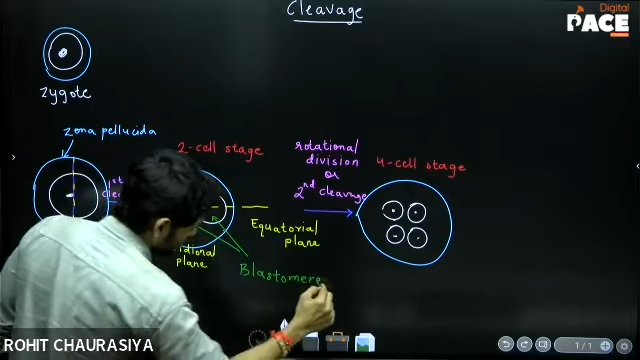 Cleavage
Digital
PACE
zygote
zona pellucida
2-cell stage
rotational
division
or
2nd cleavage
4-cell stage
1st
Equatorial
plane
plane
Blastomere
ROHIT CHAURASIYA
1/1